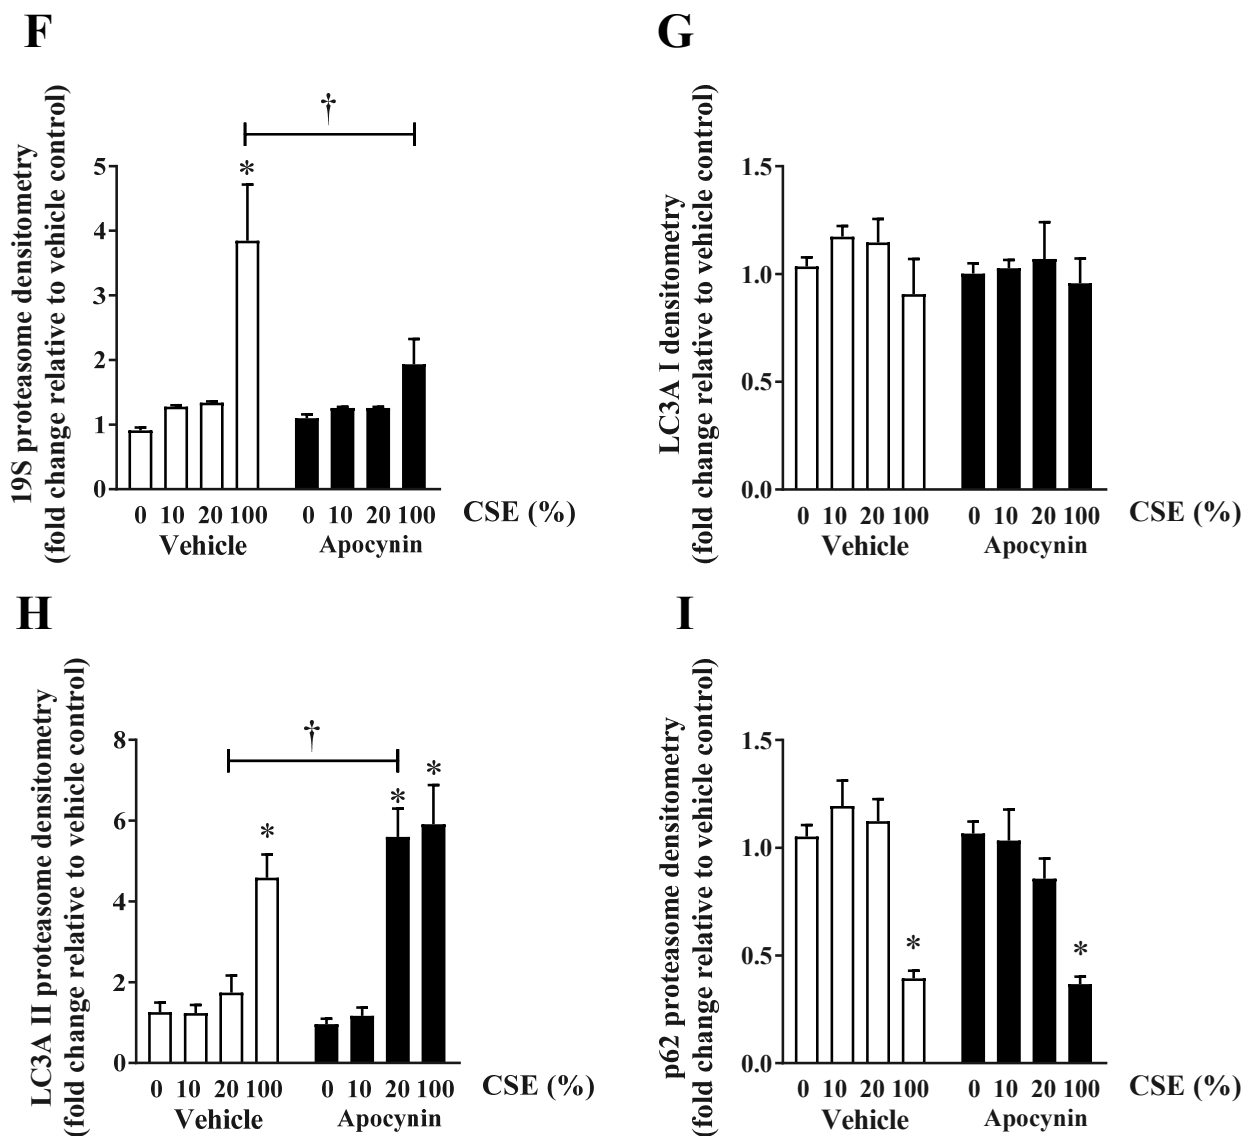 F
19S proteasome densitometry
(fold change relative to vehicle control)
†
*
5
4
3
2
1
0
0 10 20 100 0 10 20 100 CSE (%)
Vehicle Apocynin
G
LC3A I densitometry
(fold change relative to vehicle control)
1.5
1.0
0.5
0.0
0 10 20 100 0 10 20 100 CSE (%)
Vehicle Apocynin
H
LC3A II proteasome densitometry
(fold change relative to vehicle control)
†
* * *
8
6
4
2
0
0 10 20 100 0 10 20 100 CSE (%)
Vehicle Apocynin
I
p62 proteasome densitometry
(fold change relative to vehicle control)
1.5
1.0
0.5
0.0
* *
0 10 20 100 0 10 20 100 CSE (%)
Vehicle Apocynin